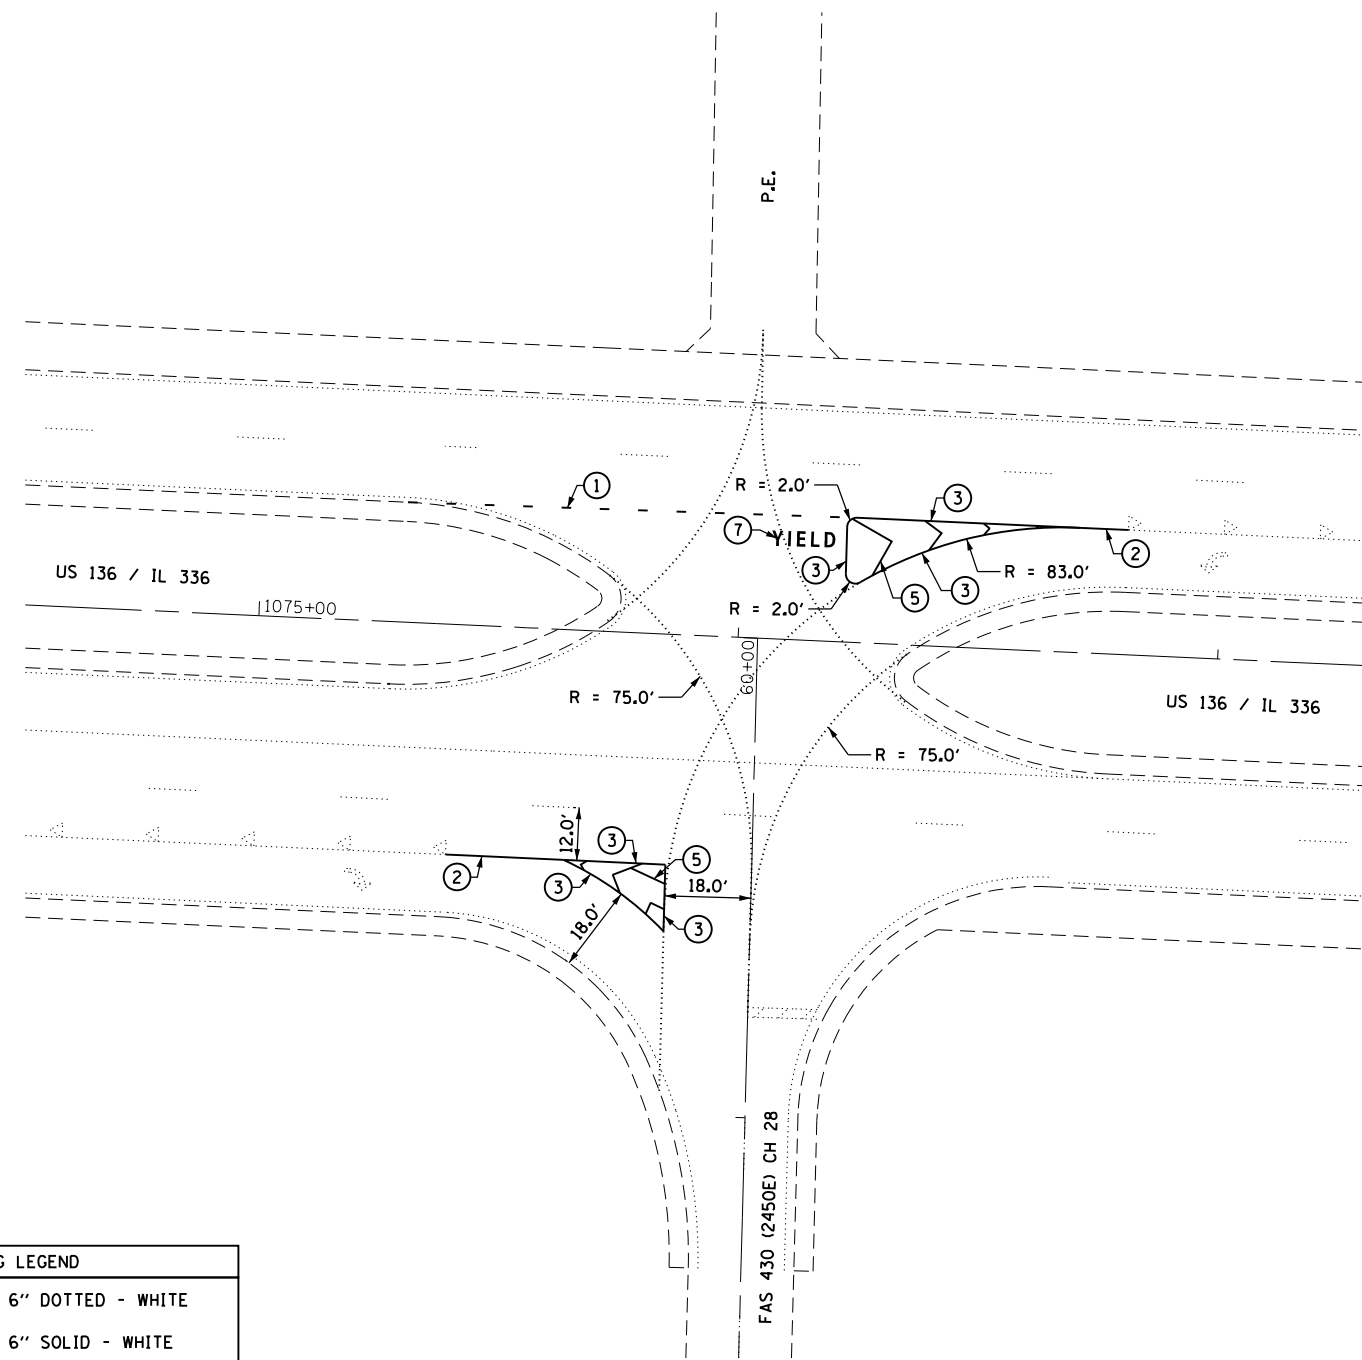 P.E.
1
R = 2.0'
3
7
YIELD
2
3
R = 83.0'
US 136 / IL 336
5
3
1075+00
R = 2.0'
60+00
R = 75.0'
US 136 / IL 336
R = 75.0'
12.0'
3
5
2
3
18.0'
18.0'
3
FAS 430 (2450E) CH 28
G LEGEND
6" DOTTED - WHITE
6" SOLID - WHITE